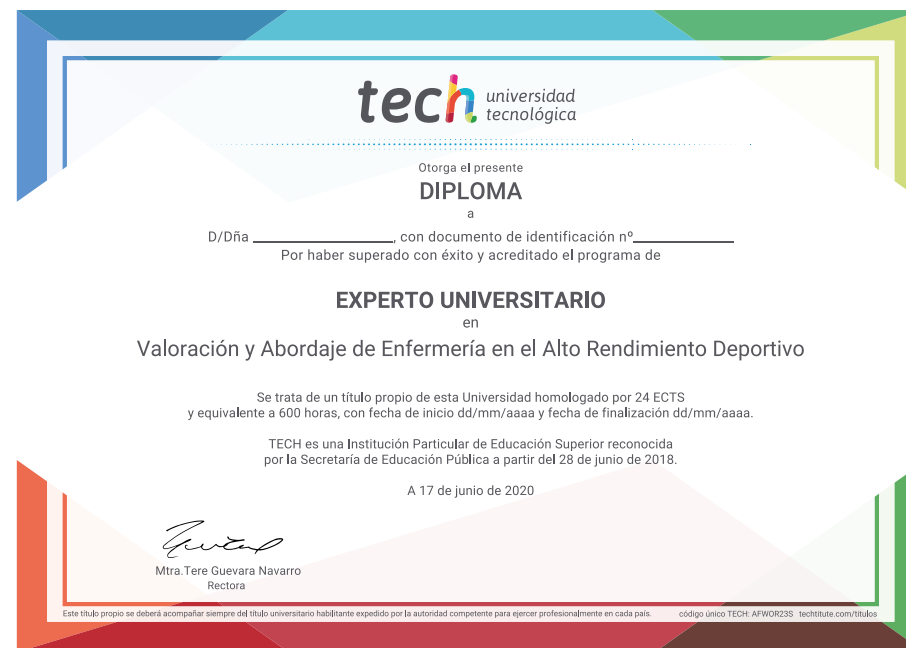 tech universidad
tecnológica
Otorga el presente
DIPLOMA
a
D/Dña ____________________, con documento de identificación nº______________
Por haber superado con éxito y acreditado el programa de
EXPERTO UNIVERSITARIO
en
Valoración y Abordaje de Enfermería en el Alto Rendimiento Deportivo
Se trata de un título propio de esta Universidad homologado por 24 ECTS
y equivalente a 600 horas, con fecha de inicio dd/mm/aaaa y fecha de finalización dd/mm/aaaa.
TECH es una Institución Particular de Educación Superior reconocida
por la Secretaría de Educación Pública a partir del 28 de junio de 2018.
A 17 de junio de 2020
Mtra.Tere Guevara Navarro
Rectora
Este título propio se deberá acompañar siempre del título universitario habilitante expedido por la autoridad competente para ejercer profesionalmente en cada país. código único TECH: AFWOR23S techtitute.com/titulos